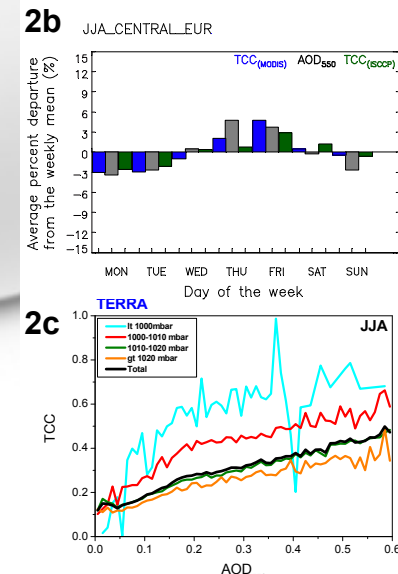 2b
JJA_CENTRAL_EUR
TCC(MODIS) AOD550 TCC(ISCCP)
Average percent departure
from the weekly mean (%)
15
12
9
6
3
0
−3
−6
−9
−12
−15
MON TUE WED THU FRI SAT SUN
Day of the week
2c
TERRA
JJA
lt 1000mbar
1000-1010 mbar
1010-1020 mbar
gt 1020 mbar
Total
TCC
1.0
0.8
0.6
0.4
0.2
0.0
0.0 0.1 0.2 0.3 0.4 0.5 0.6
AOD